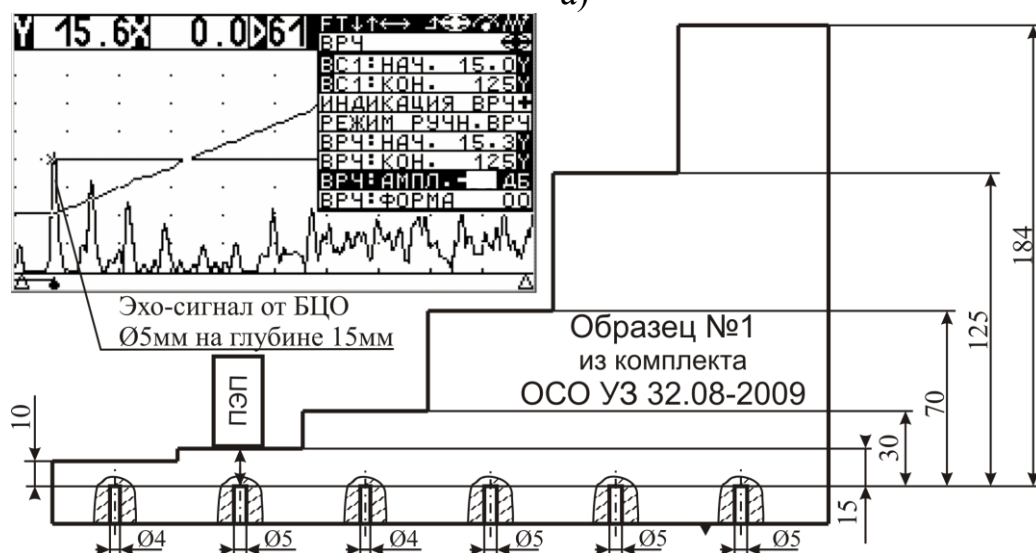 а)
Y 15.6X 0.0 61
FT
ВРЧ
ВС1:НАЧ. 15.0Y
ВС1:КОН. 125Y
ИНДИКАЦИЯ ВРЧ+
РЕЖИМ РУЧН.ВРЧ
ВРЧ:НАЧ. 15.3Y
ВРЧ:КОН. 125Y
ВРЧ:АМПЛ. - ДБ
ВРЧ:ФОРМА 00
Эхо-сигнал от БЦО
Ø5мм на глубине 15мм
ПЭП
Образец №1
из комплекта
ОСО УЗ 32.08-2009
10
15
30
70
125
184
Ø4 Ø5 Ø4 Ø5 Ø5 Ø5